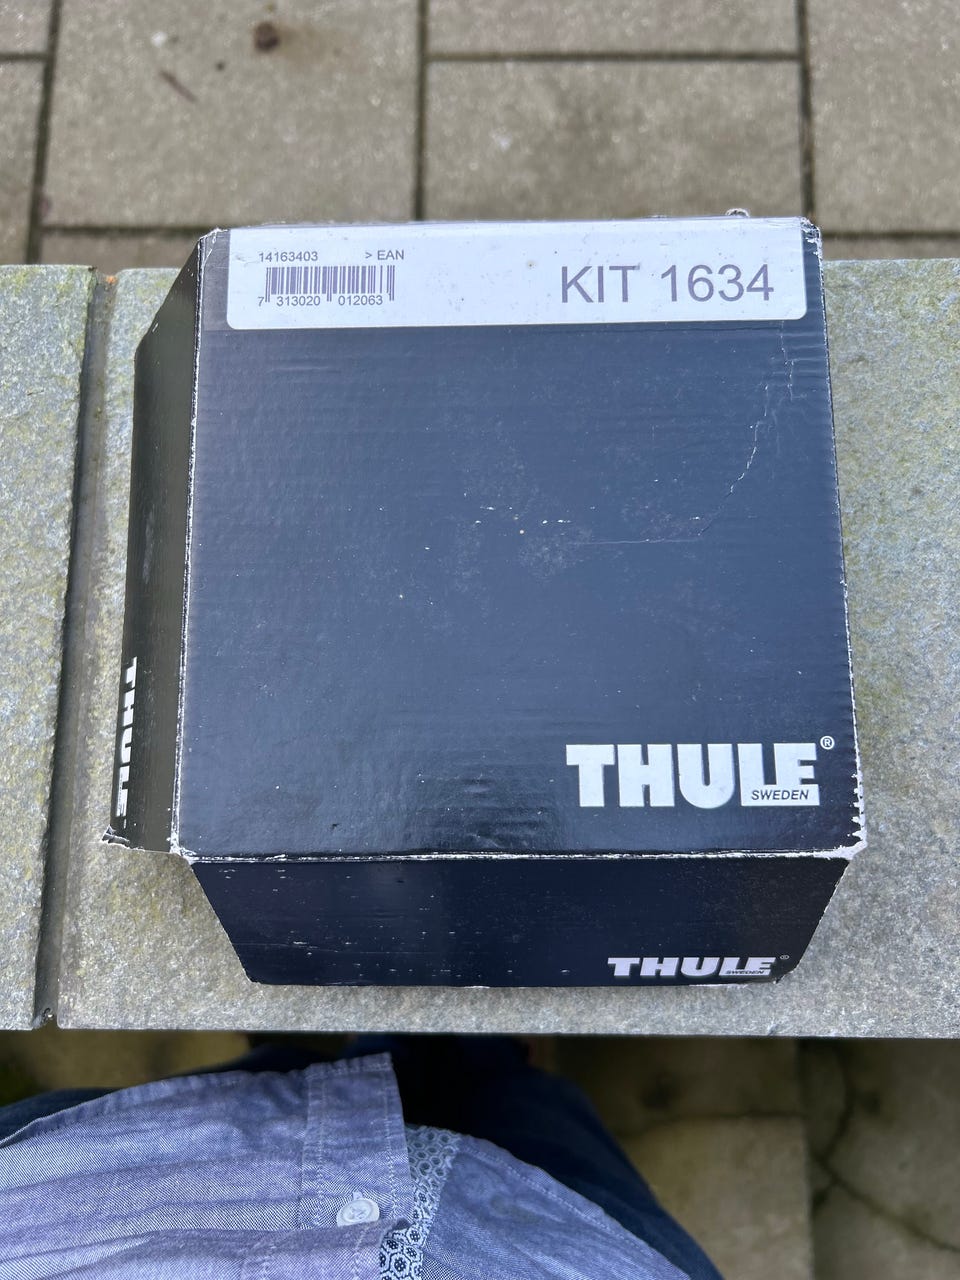 14163403 > EAN
7 313020 012063
KIT 1634
THULE®
SWEDEN
THULE
THULE®
SWEDEN